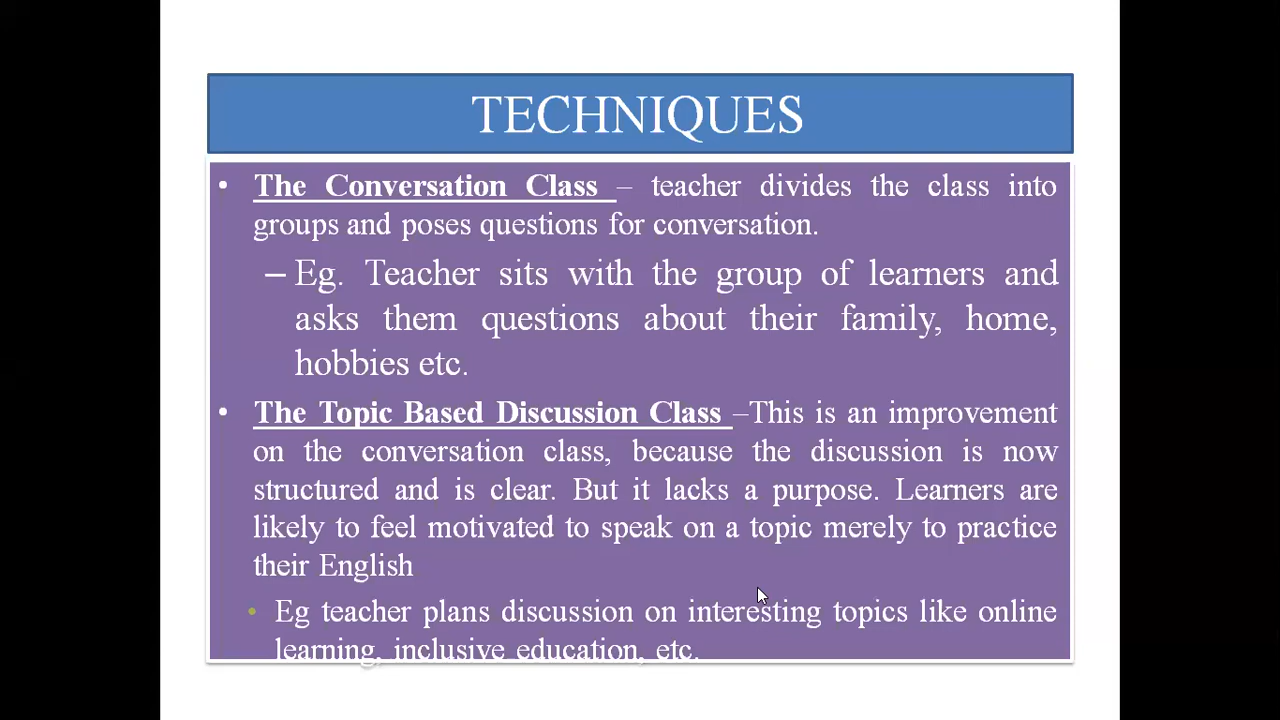 TECHNIQUES
• The Conversation Class – teacher divides the class into
groups and poses questions for conversation.
– Eg. Teacher sits with the group of learners and
asks them questions about their family, home,
hobbies etc.
• The Topic Based Discussion Class –This is an improvement
on the conversation class, because the discussion is now
structured and is clear. But it lacks a purpose. Learners are
likely to feel motivated to speak on a topic merely to practice
their English
• Eg teacher plans discussion on interesting topics like online
learning, inclusive education, etc.